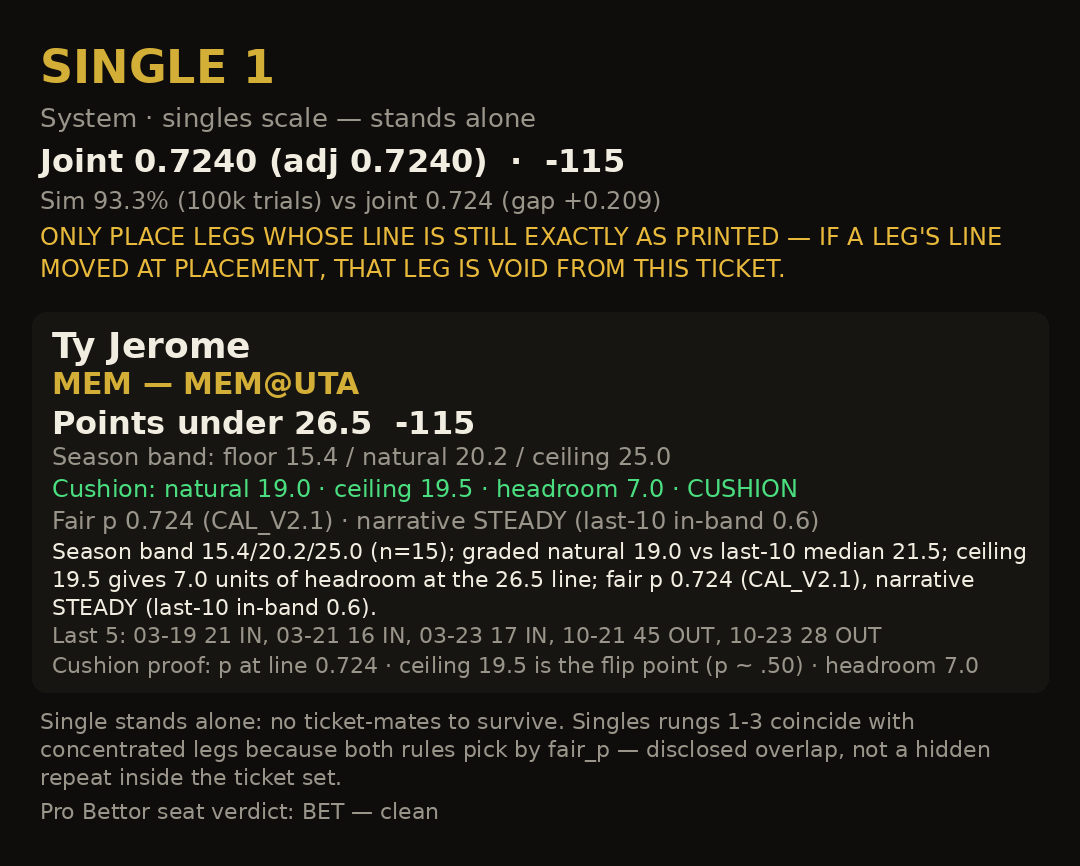 SINGLE 1
System · singles scale — stands alone
Joint 0.7240 (adj 0.7240)  ·  -115
Sim 93.3% (100k trials) vs joint 0.724 (gap +0.209)
ONLY PLACE LEGS WHOSE LINE IS STILL EXACTLY AS PRINTED — IF A LEG'S LINE
MOVED AT PLACEMENT, THAT LEG IS VOID FROM THIS TICKET.
Ty Jerome
MEM — MEM@UTA
Points under 26.5  -115
Season band: floor 15.4 / natural 20.2 / ceiling 25.0
Cushion: natural 19.0 · ceiling 19.5 · headroom 7.0 · CUSHION
Fair p 0.724 (CAL_V2.1) · narrative STEADY (last-10 in-band 0.6)
Season band 15.4/20.2/25.0 (n=15); graded natural 19.0 vs last-10 median 21.5; ceiling
19.5 gives 7.0 units of headroom at the 26.5 line; fair p 0.724 (CAL_V2.1), narrative
STEADY (last-10 in-band 0.6).
Last 5: 03-19 21 IN, 03-21 16 IN, 03-23 17 IN, 10-21 45 OUT, 10-23 28 OUT
Cushion proof: p at line 0.724 · ceiling 19.5 is the flip point (p ~ .50) · headroom 7.0
Single stands alone: no ticket-mates to survive. Singles rungs 1-3 coincide with
concentrated legs because both rules pick by fair_p — disclosed overlap, not a hidden
repeat inside the ticket set.
Pro Bettor seat verdict: BET — clean